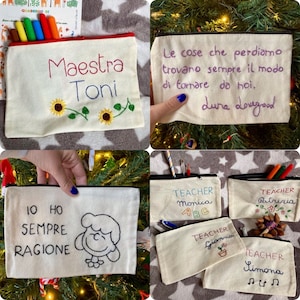 Maestra
Toni
Le cose che perdiamo
trovano sempre il modo
di tornare da noi.
Luna Lovegood
IO HO
SEMPRE
RAGIONE
TEACHER
Monica
TEACHER
Patrizia
TEACHER
TEACHER
Simona